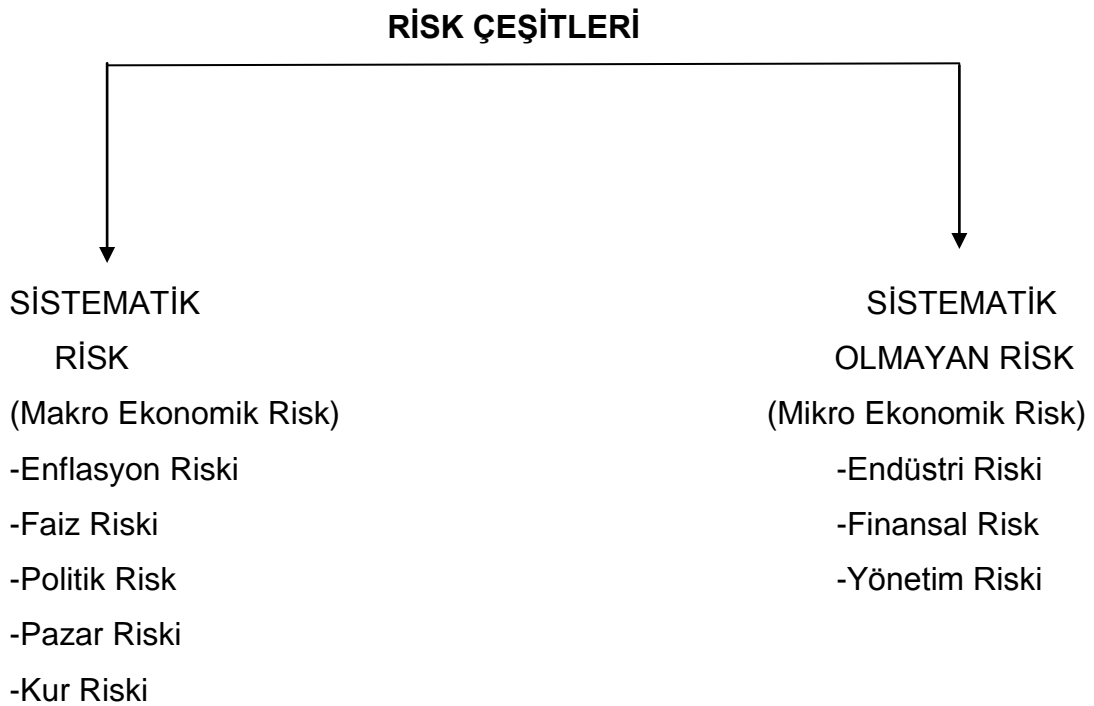 RİSK ÇEŞİTLERİ
SİSTEMATİK
RİSK
(Makro Ekonomik Risk)
-Enflasyon Riski
-Faiz Riski
-Politik Risk
-Pazar Riski
-Kur Riski
SİSTEMATİK
OLMAYAN RİSK
(Mikro Ekonomik Risk)
-Endüstri Riski
-Finansal Risk
-Yönetim Riski